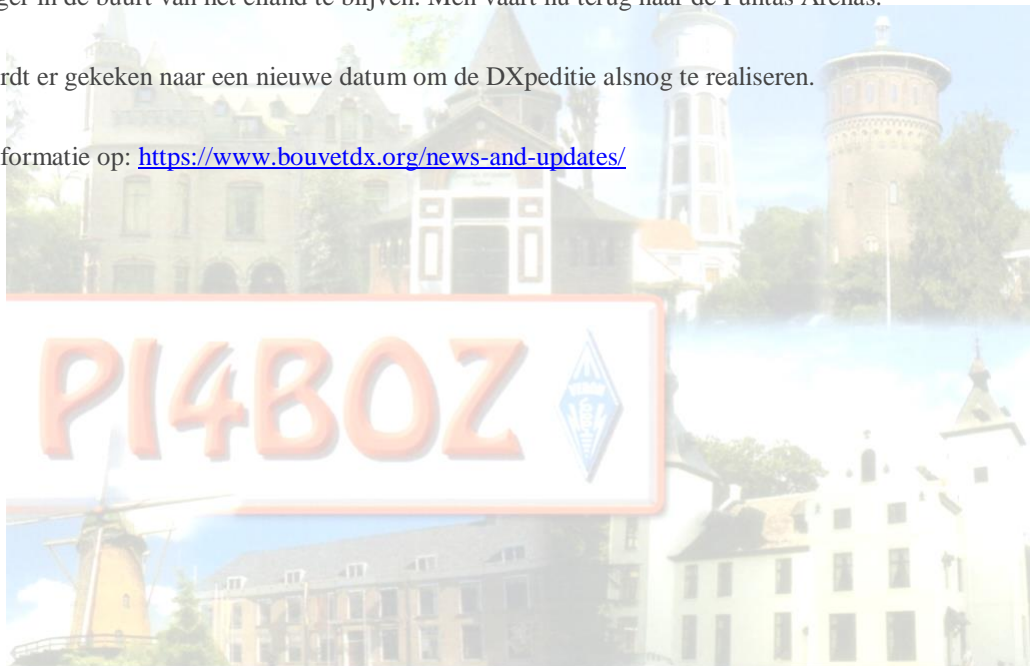 ger in de buurt van het eiland te blijven. Men vaart nu terug naar de Puntas Arenas.
rdt er gekeken naar een nieuwe datum om de DXpeditie alsnog te realiseren.
formatie op: https://www.bouvetdx.org/news-and-updates/
PI4BOZ